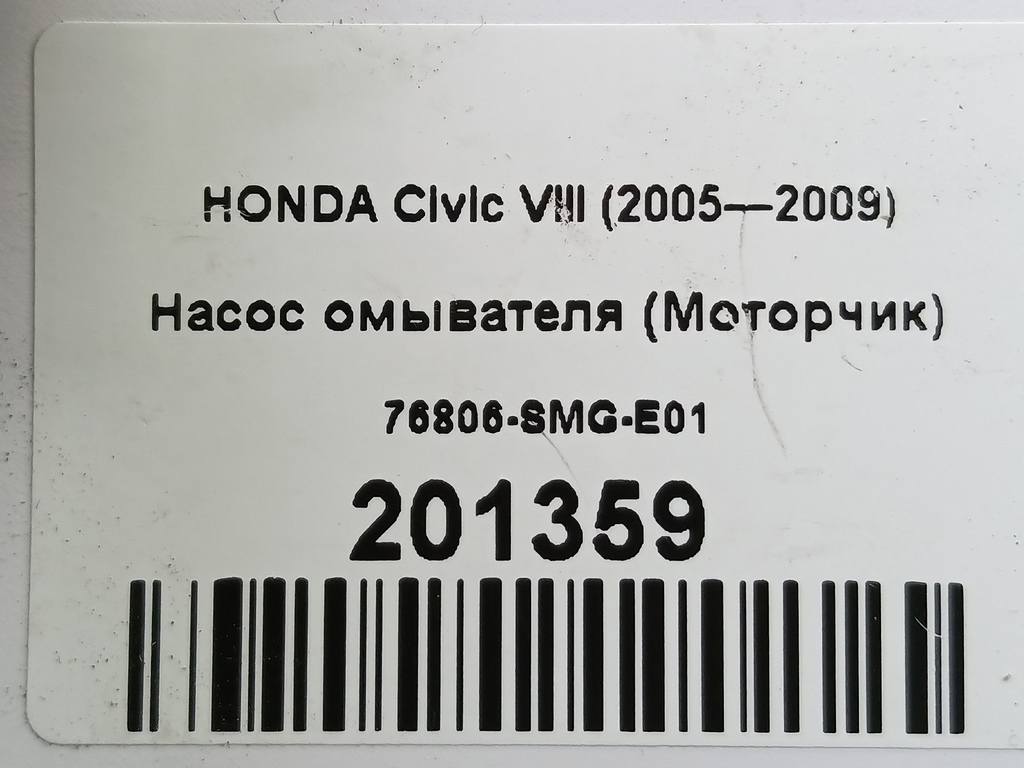 HONDA Civic VIII (2005—2009)
Насос омывателя (Моторчик)
76806-SMG-E01
201359